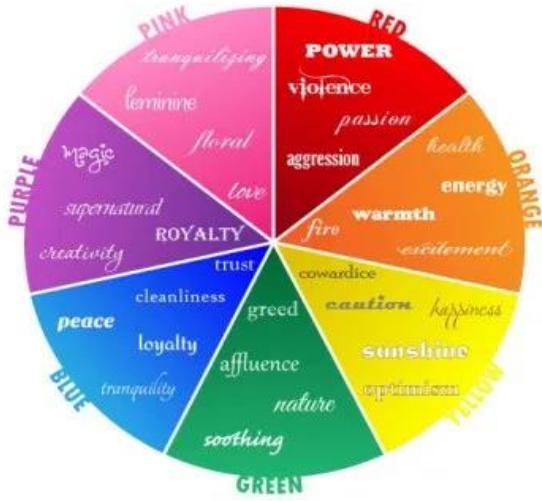 PINK
tranquilizing
feminine
floral
love
RED
POWER
violence
passion
aggression
ORANGE
health
energy
warmth
fire
excitement
YELLOW
cowardice
caution
happiness
sunshine
optimism
GREEN
greed
affluence
nature
soothing
BLUE
trust
cleanliness
peace
loyalty
tranquility
PURPLE
magic
supernatural
ROYALTY
creativity